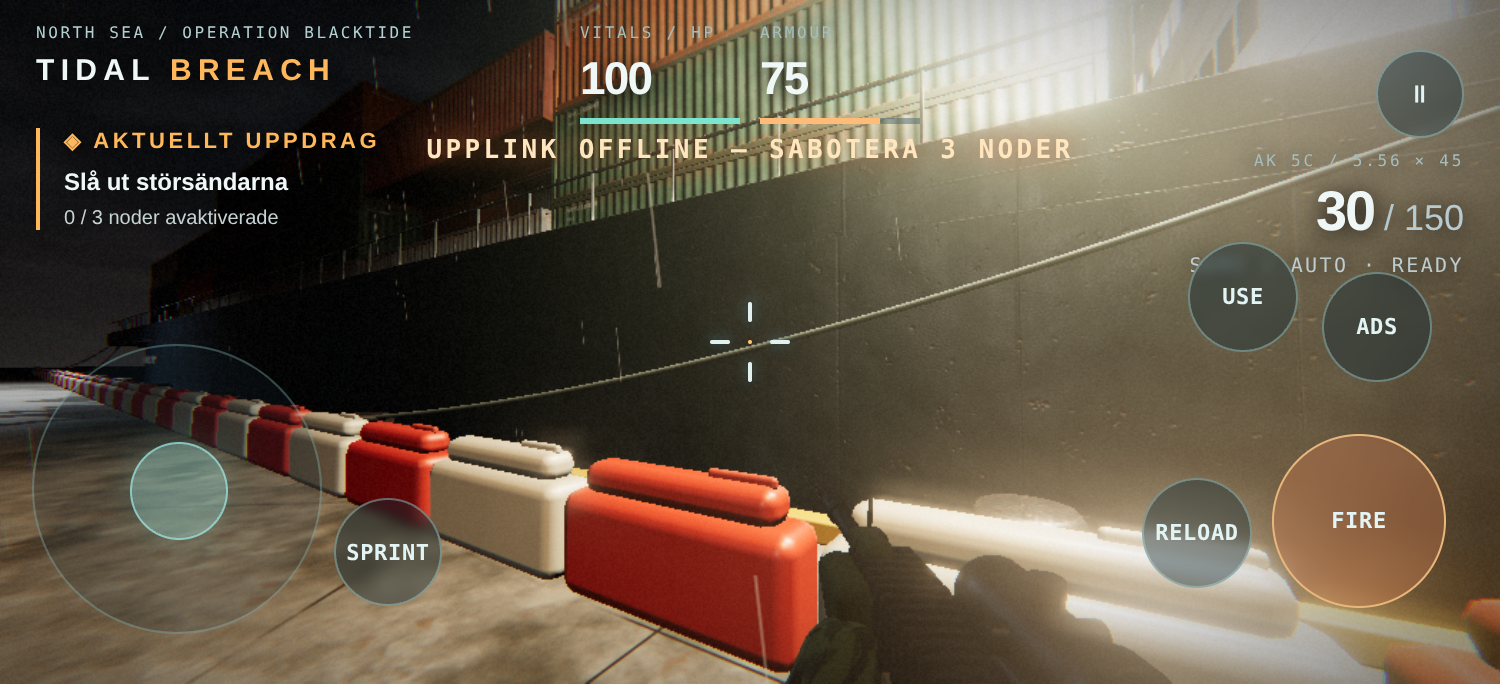 NORTH SEA / OPERATION BLACKTIDE
TIDAL BREACH
◈ AKTUELLT UPPDRAG
Slå ut störsändarna
0 / 3 noder avaktiverade
VITALS / HP
100
ARMOUR
75
UPPLINK OFFLINE — SABOTERA 3 NODER
II
AK 5C / 5.56 × 45
30 / 150
AUTO · READY
USE
ADS
SPRINT
RELOAD
FIRE